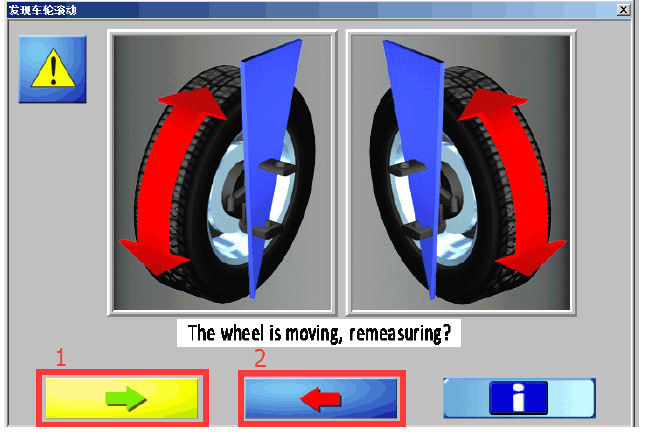 发现车轮滚动
The wheel is moving, remeasuring?
1
2
i